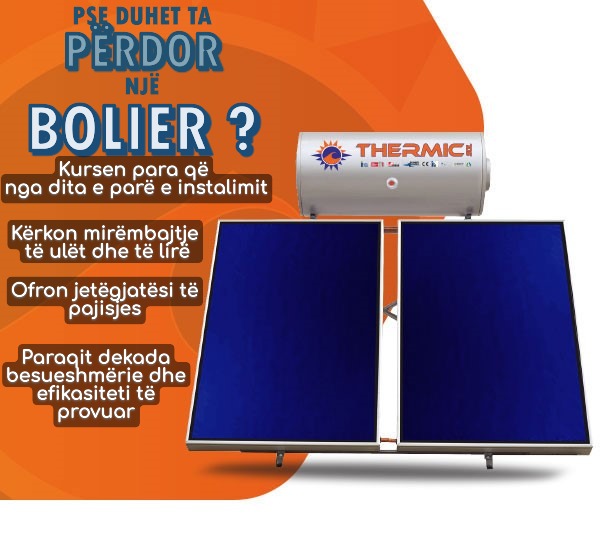 PSE DUHET TA
PËRDOR
NJË
BOLIER ?
Kursen para që
nga dita e parë e instalimit
THERMIC
Kërkon mirëmbajtje
të ulët dhe të lirë
Ofron jetëgjatësi të
pajisjes
Paraqit dekada
besueshmërie dhe
efikasiteti të
provuar